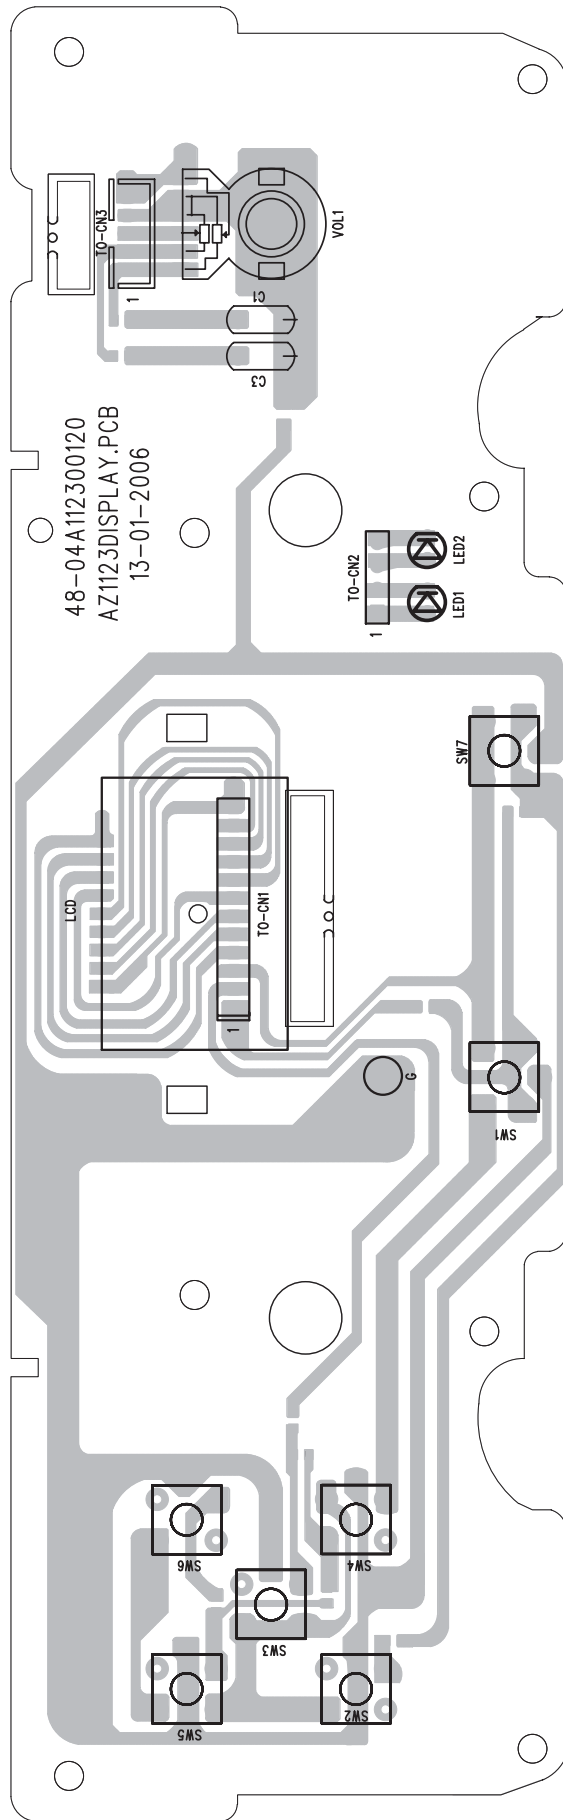 TO-CN3
1
VOL1
C1
C3
48-04A112300120
AZ1123DISPLAY.PCB
13-01-2006
TO-CN2
1
LED2
LED1
SW7
LCD
TO-CN1
1
G
SW1
SW6
SW4
SW3
SW5
SW2